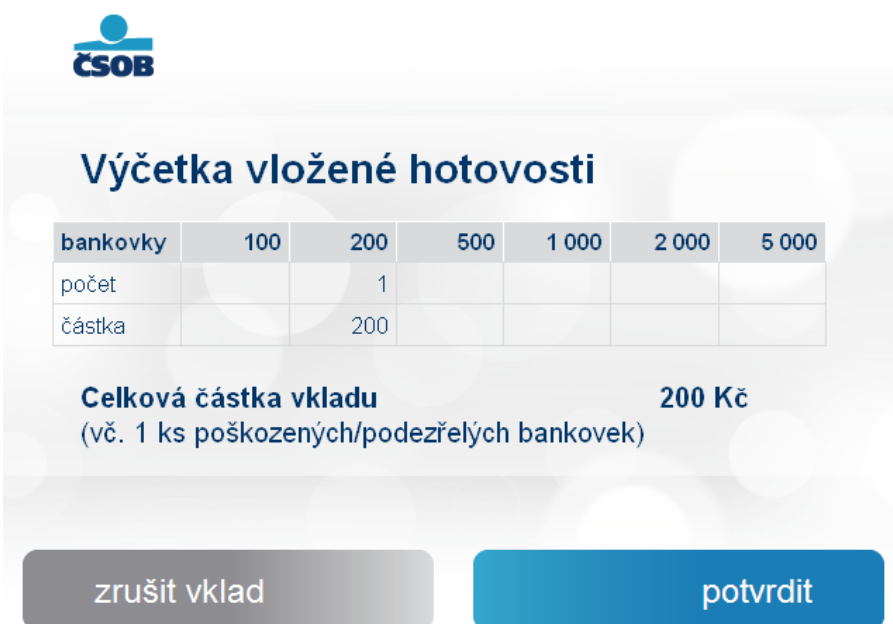 ČSOB
Výčetka vložené hotovosti
bankovky 100 200 500 1 000 2 000 5 000
počet 1
částka 200
Celková částka vkladu 200 Kč
(vč. 1 ks poškozených/podezřelých bankovek)
zrušit vklad potvrdit